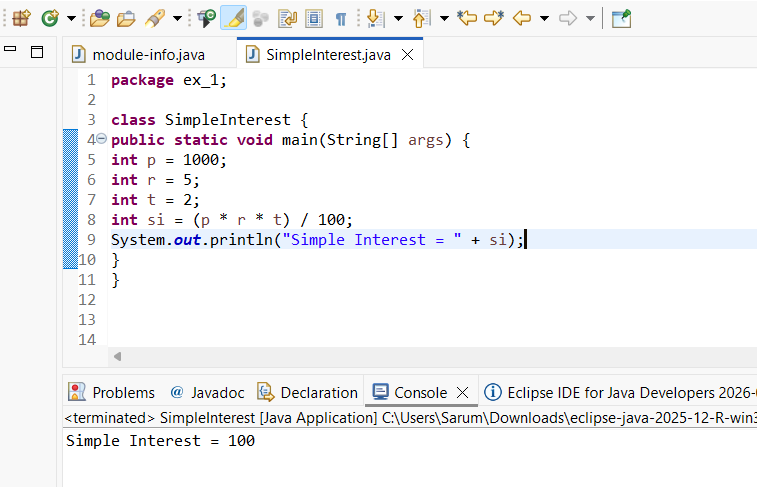 module-info.java
SimpleInterest.java
1 package ex_1;
2
3 class SimpleInterest {
4 public static void main(String[] args) {
5 int p = 1000;
6 int r = 5;
7 int t = 2;
8 int si = (p * r * t) / 100;
9 System.out.println("Simple Interest = " + si);
10 }
11 }
12
13
14
Problems @ Javadoc Declaration Console Eclipse IDE for Java Developers 2026-
<terminated> SimpleInterest [Java Application] C:\Users\Sarum\Downloads\eclipse-java-2025-12-R-win3
Simple Interest = 100